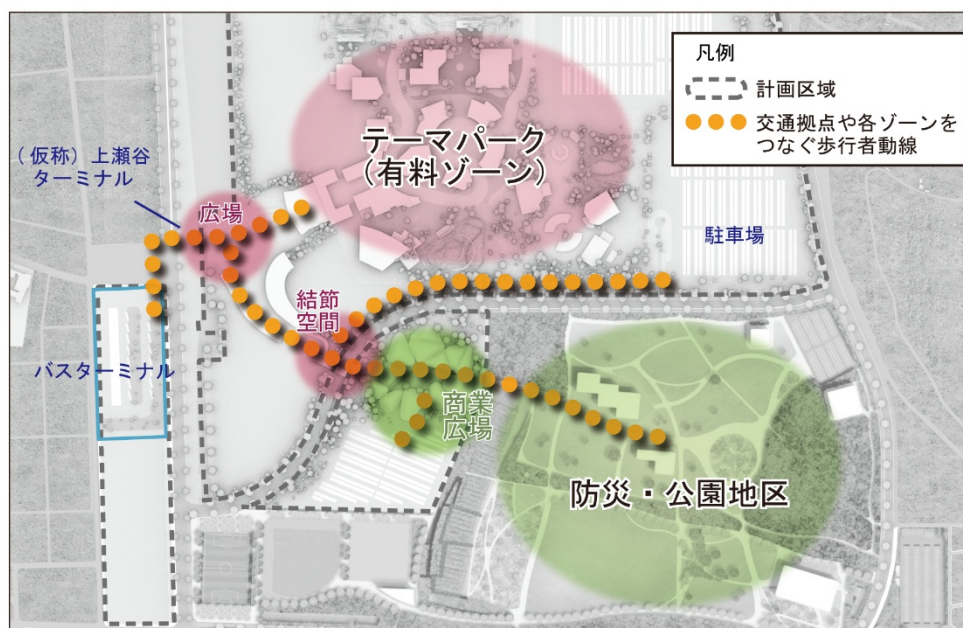 凡例
計画区域
交通拠点や各ゾーンを
つなぐ歩行者動線
テーマパーク
(有料ゾーン)
(仮称)上瀬谷
ターミナル
広場
駐車場
結節
空間
バスターミナル
商業
広場
防災・公園地区